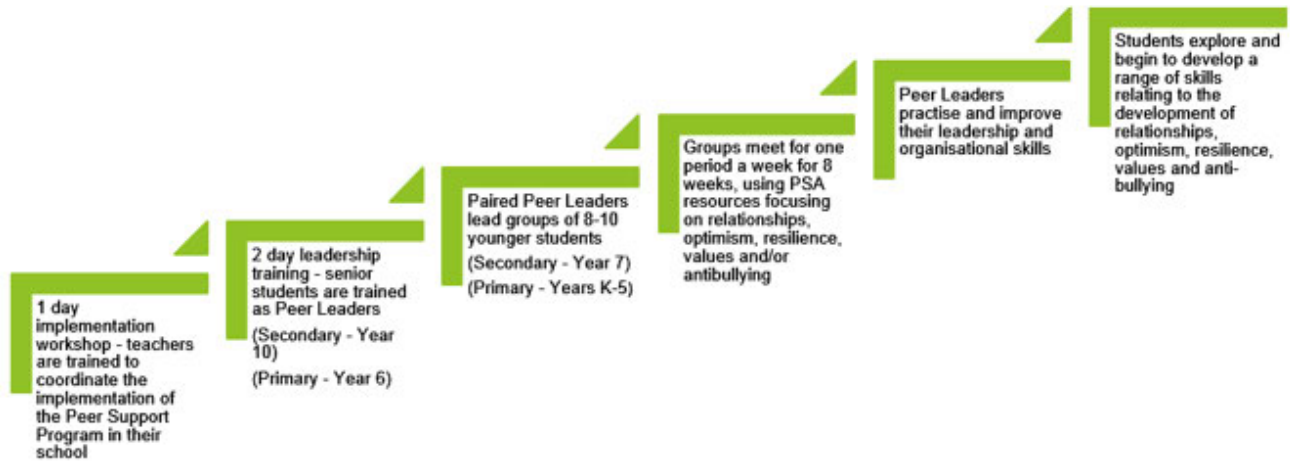 1 day
implementation
workshop - teachers
are trained to
coordinate the
implementation of
the Peer Support
Program in their
school
2 day leadership
training - senior
students are trained
as Peer Leaders
(Secondary - Year
10)
(Primary - Year 6)
Paired Peer Leaders
lead groups of 8-10
younger students
(Secondary - Year 7)
(Primary - Years K-5)
Groups meet for one
period a week for 8
weeks, using PSA
resources focusing
on relationships,
optimism, resilience,
values and/or
antibullying
Peer Leaders
practise and improve
their leadership and
organisational skills
Students explore and
begin to develop a
range of skills
relating to the
development of
relationships,
optimism, resilience,
values and anti-
bullying